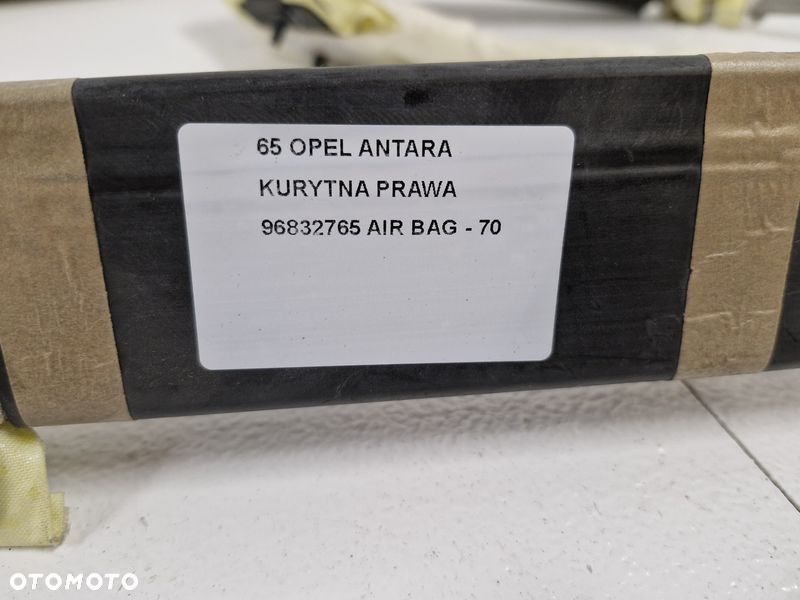 65 OPEL ANTARA
KURYTNA PRAWA
96832765 AIR BAG - 70
OTOMOTO